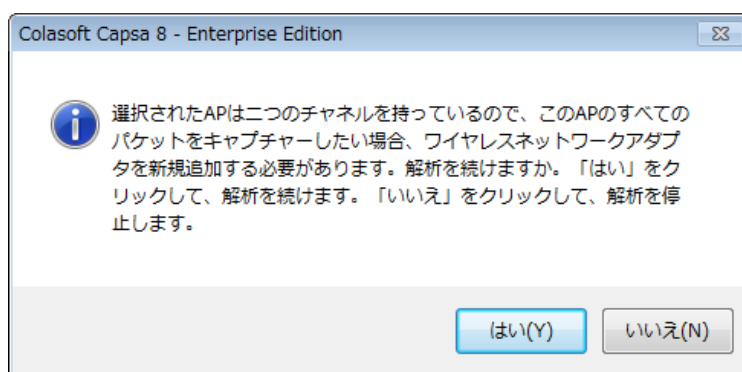 Colasoft Capsa 8 - Enterprise Edition
選択されたAPは二つのチャネルを持っているので、このAPのすべての
パケットをキャプチャーしたい場合、ワイヤレスネットワークアダプ
タを新規追加する必要があります。解析を続けますか。「はい」をク
リックして、解析を続けます。「いいえ」をクリックして、解析を停
止します。
はい(Y)
いいえ(N)